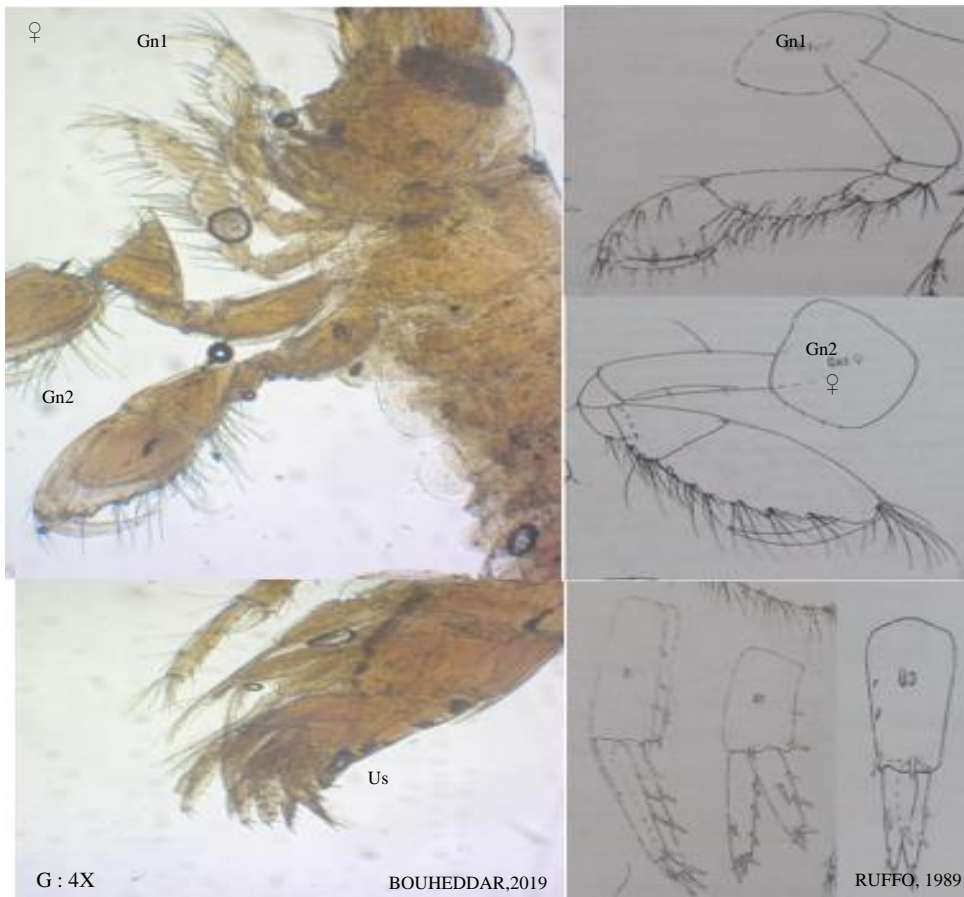 ♀
Gn1
Gn1
Gn2
Gn2
♀
Us
G : 4X
BOUHEDDAR,2019
RUFFO, 1989